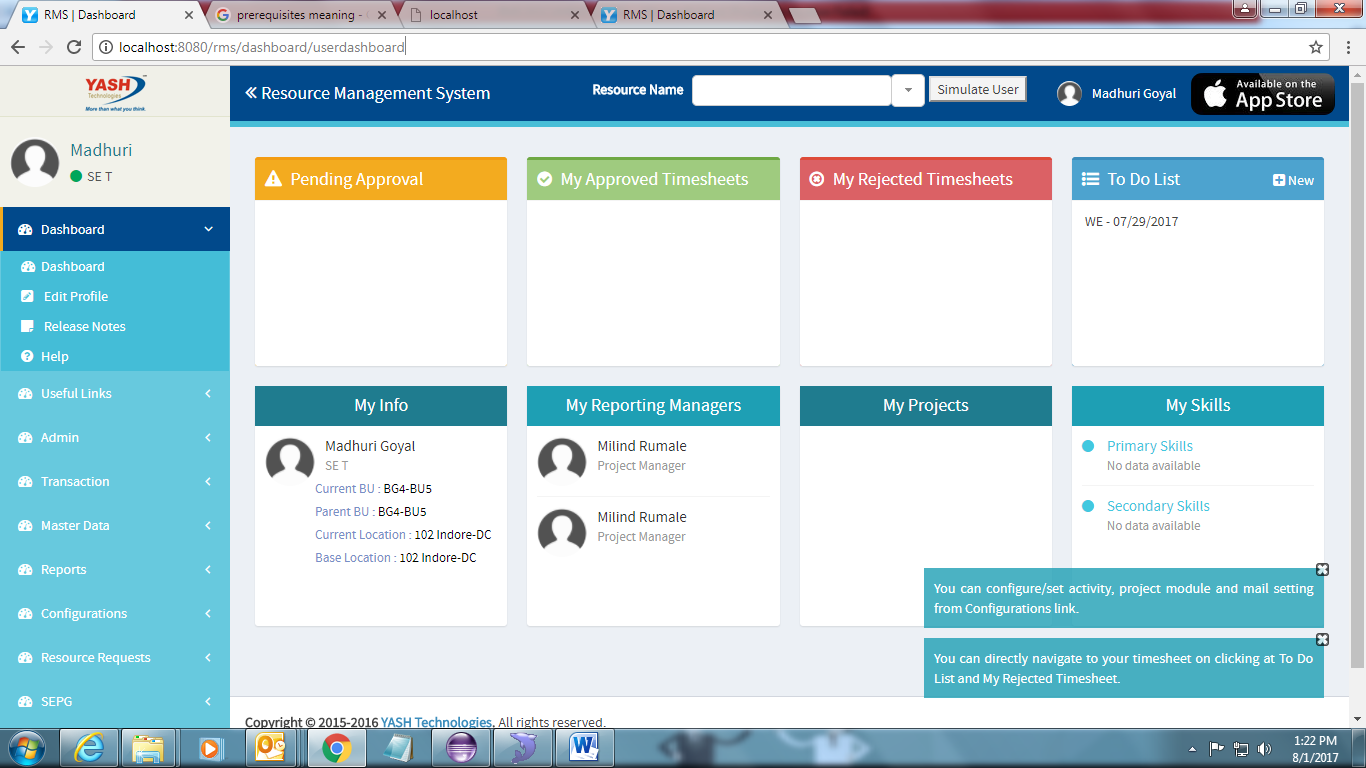 RMS | Dashboard
prerequisites meaning -
localhost
RMS | Dashboard
localhost:8080/rms/dashboard/userdashboard
YASH
Technologies
More than what you think.
Resource Management System
Resource Name
Simulate User
Madhuri Goyal
Available on the
App Store
Madhuri
SE T
Dashboard
Dashboard
Edit Profile
Release Notes
Help
Useful Links
Admin
Transaction
Master Data
Reports
Configurations
Resource Requests
SEPG
Pending Approval
My Approved Timesheets
My Rejected Timesheets
To Do List
New
WE - 07/29/2017
My Info
Madhuri Goyal
SE T
Current BU : BG4-BU5
Parent BU : BG4-BU5
Current Location : 102 Indore-DC
Base Location : 102 Indore-DC
My Reporting Managers
Milind Rumale
Project Manager
Milind Rumale
Project Manager
My Projects
My Skills
Primary Skills
No data available
Secondary Skills
No data available
You can configure/set activity, project module and mail setting
from Configurations link.
You can directly navigate to your timesheet on clicking at To Do
List and My Rejected Timesheet.
Copyright © 2015-2016 YASH Technologies. All rights reserved.
1:22 PM
8/1/2017